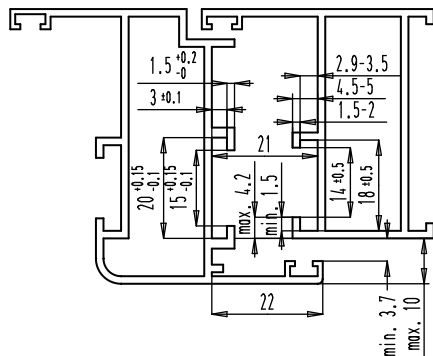 1.5 +0.2 -0
2.9-3.5
4.5-5
3 ±0.1
1.5-2
21
20 +0.15 -0.1
15 +0.15 -0.1
max. 4.2
min. 1.5
14 ±0.5
18 ±0.5
22
min. 3.7
max. 10